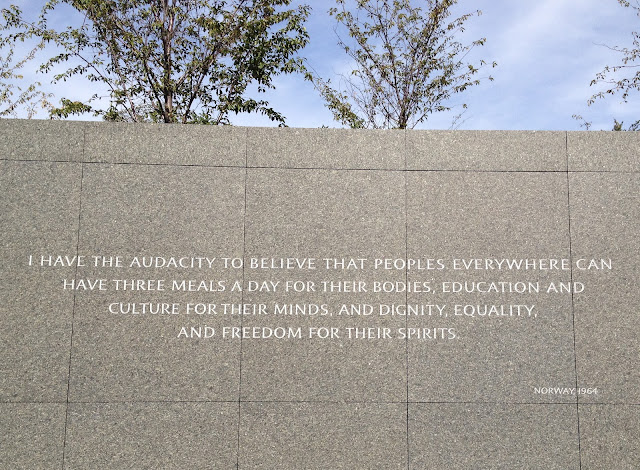 I HAVE THE AUDACITY TO BELIEVE THAT PEOPLES EVERYWHERE CAN
HAVE THREE MEALS A DAY FOR THEIR BODIES, EDUCATION AND
CULTURE FOR THEIR MINDS, AND DIGNITY, EQUALITY,
AND FREEDOM FOR THEIR SPIRITS.
NORWAY 1964